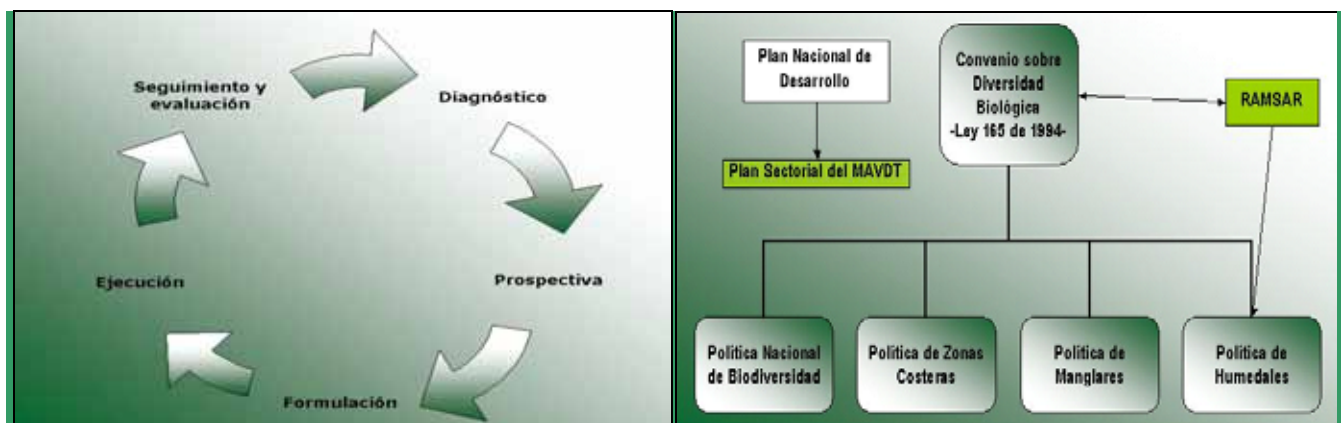 Seguimiento y
evaluación
Diagnóstico
Prospectiva
Formulación
Ejecución
Plan Nacional de
Desarrollo
Plan Sectorial del MAVDT
Convenio sobre
Diversidad
Biológica
-Ley 165 de 1994-
RAMSAR
Política Nacional
de Biodiversidad
Política de Zonas
Costeras
Política de
Manglares
Política de
Humedales